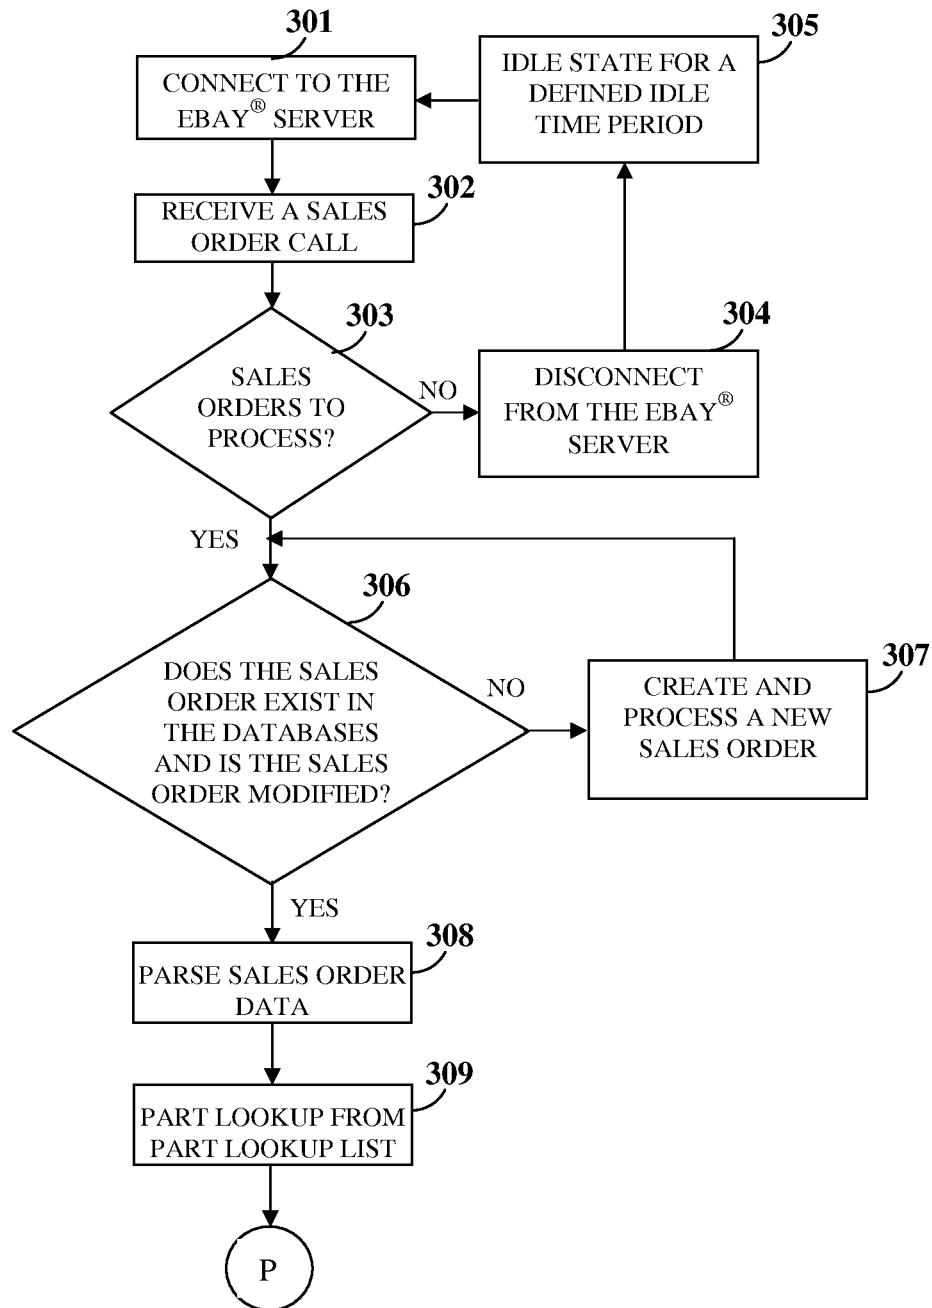 301
CONNECT TO THE
EBAY® SERVER
305
IDLE STATE FOR A
DEFINED IDLE
TIME PERIOD
302
RECEIVE A SALES
ORDER CALL
303
SALES
ORDERS TO
PROCESS?
NO
304
DISCONNECT
FROM THE EBAY®
SERVER
YES
306
DOES THE SALES
ORDER EXIST IN
THE DATABASES
AND IS THE SALES
ORDER MODIFIED?
NO
307
CREATE AND
PROCESS A NEW
SALES ORDER
YES
308
PARSE SALES ORDER
DATA
309
PART LOOKUP FROM
PART LOOKUP LIST
P